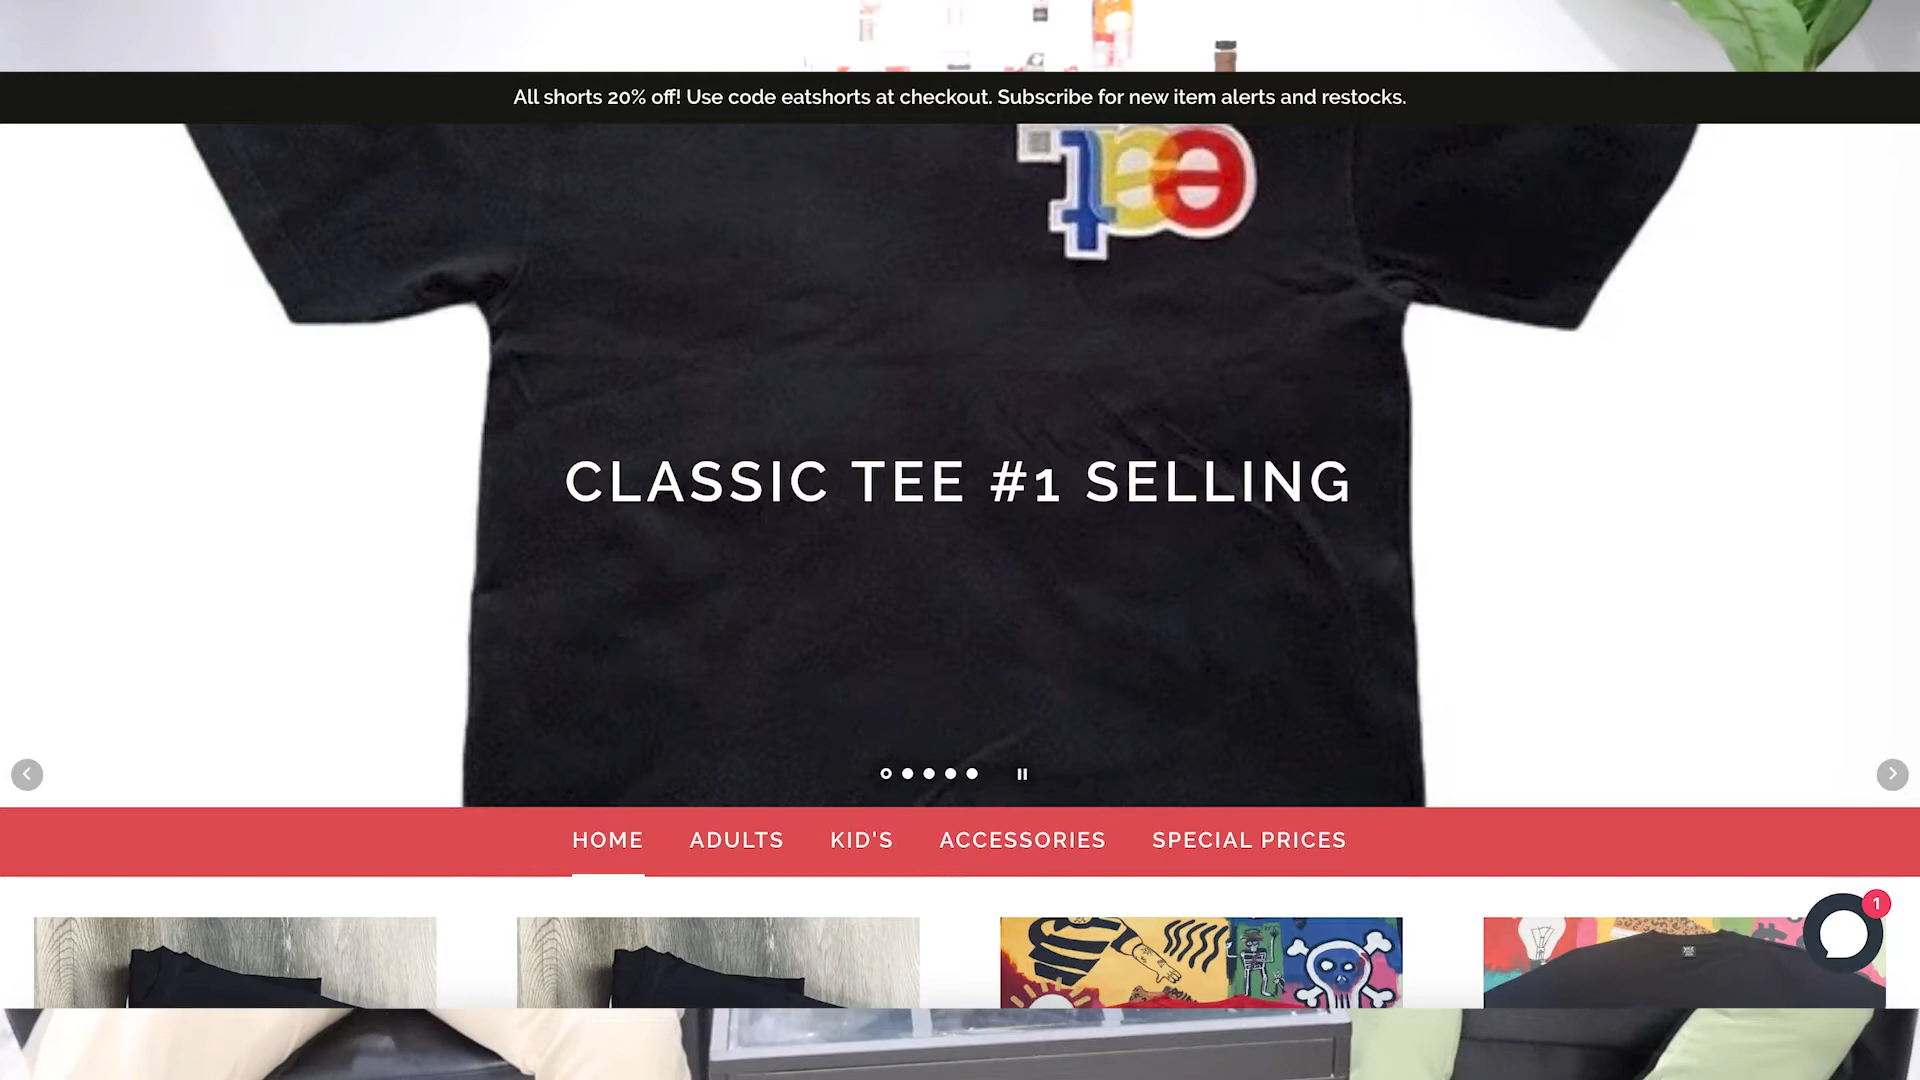 All shorts 20% off! Use code eatshorts at checkout. Subscribe for new item alerts and restocks.
eat
CLASSIC TEE #1 SELLING
HOME ADULTS KID'S ACCESSORIES SPECIAL PRICES
1